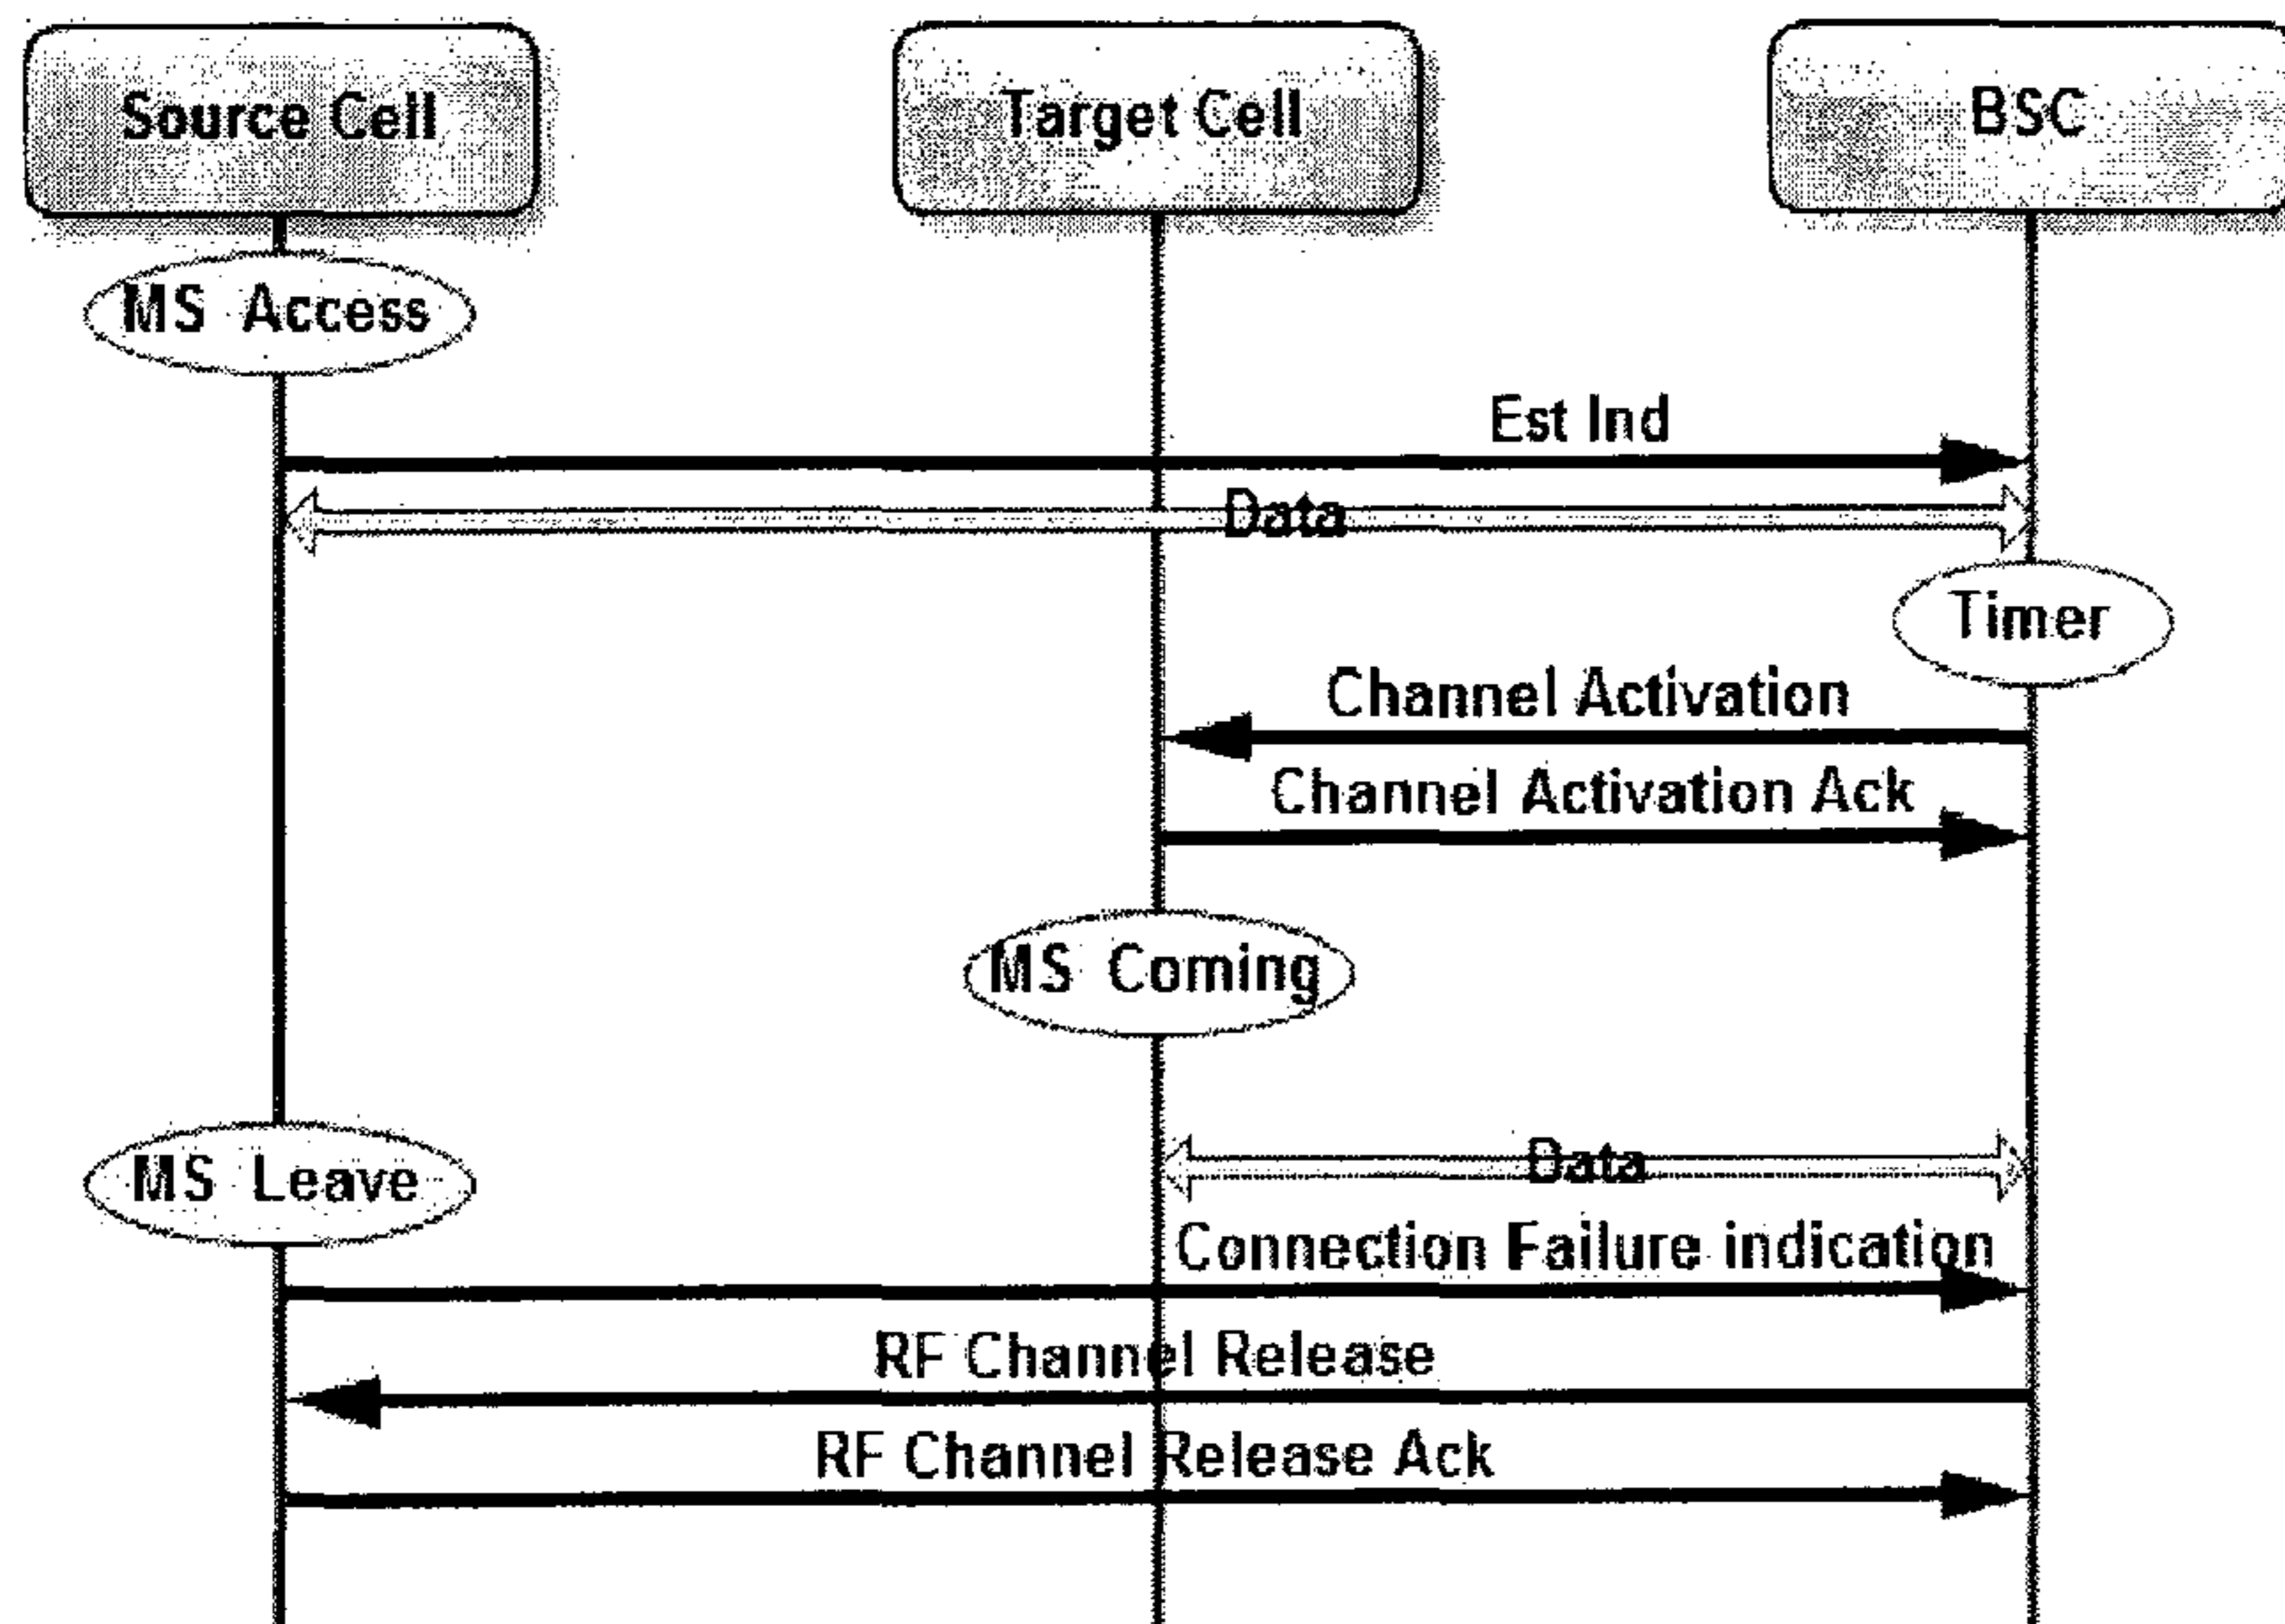 Source Cell
Target Cell
BSC
MS Access
Est Ind
Data
Timer
Channel Activation
Channel Activation Ack
MS Coming
MS Leave
Data
Connection Failure indication
RF Channel Release
RF Channel Release Ack